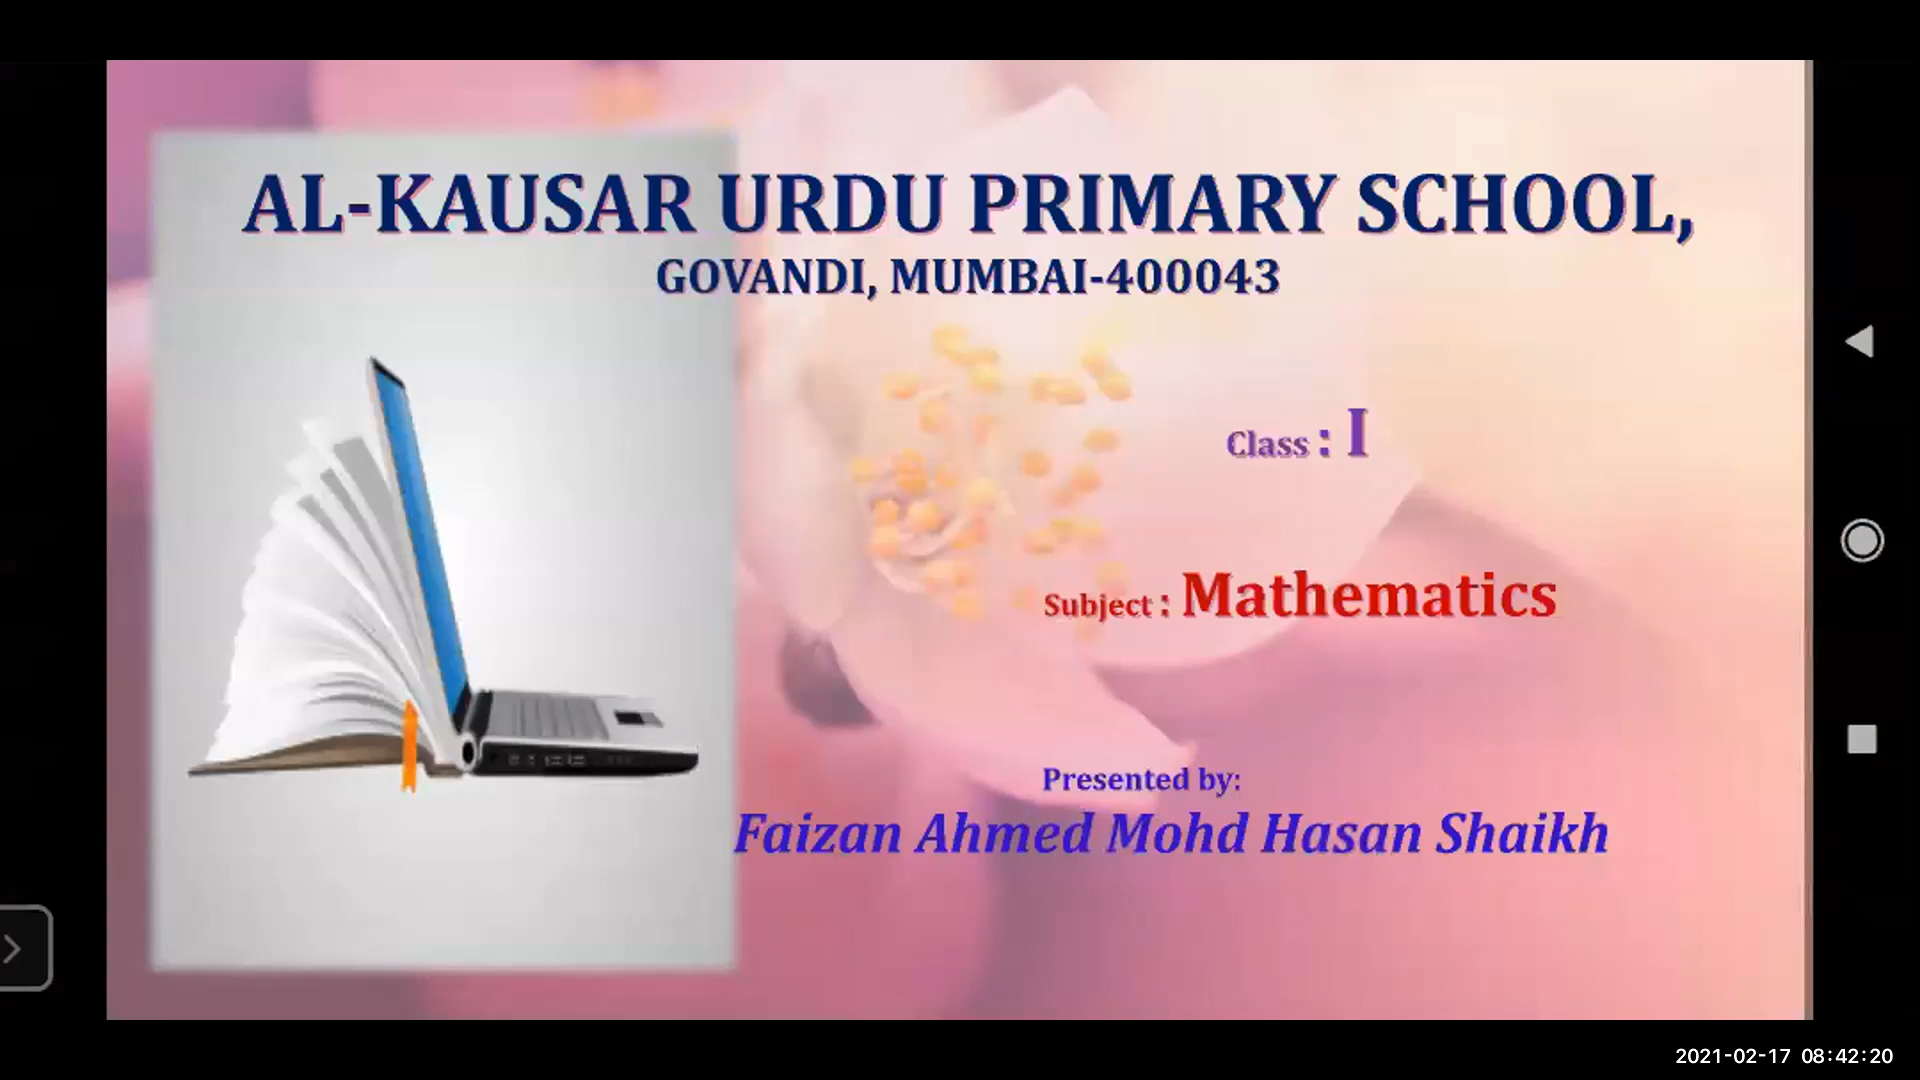 AL-KAUSAR URDU PRIMARY SCHOOL,
GOVANDI, MUMBAI-400043
Class : I
Subject : Mathematics
Presented by:
Faizan Ahmed Mohd Hasan Shaikh
2021-02-17 08:42:20